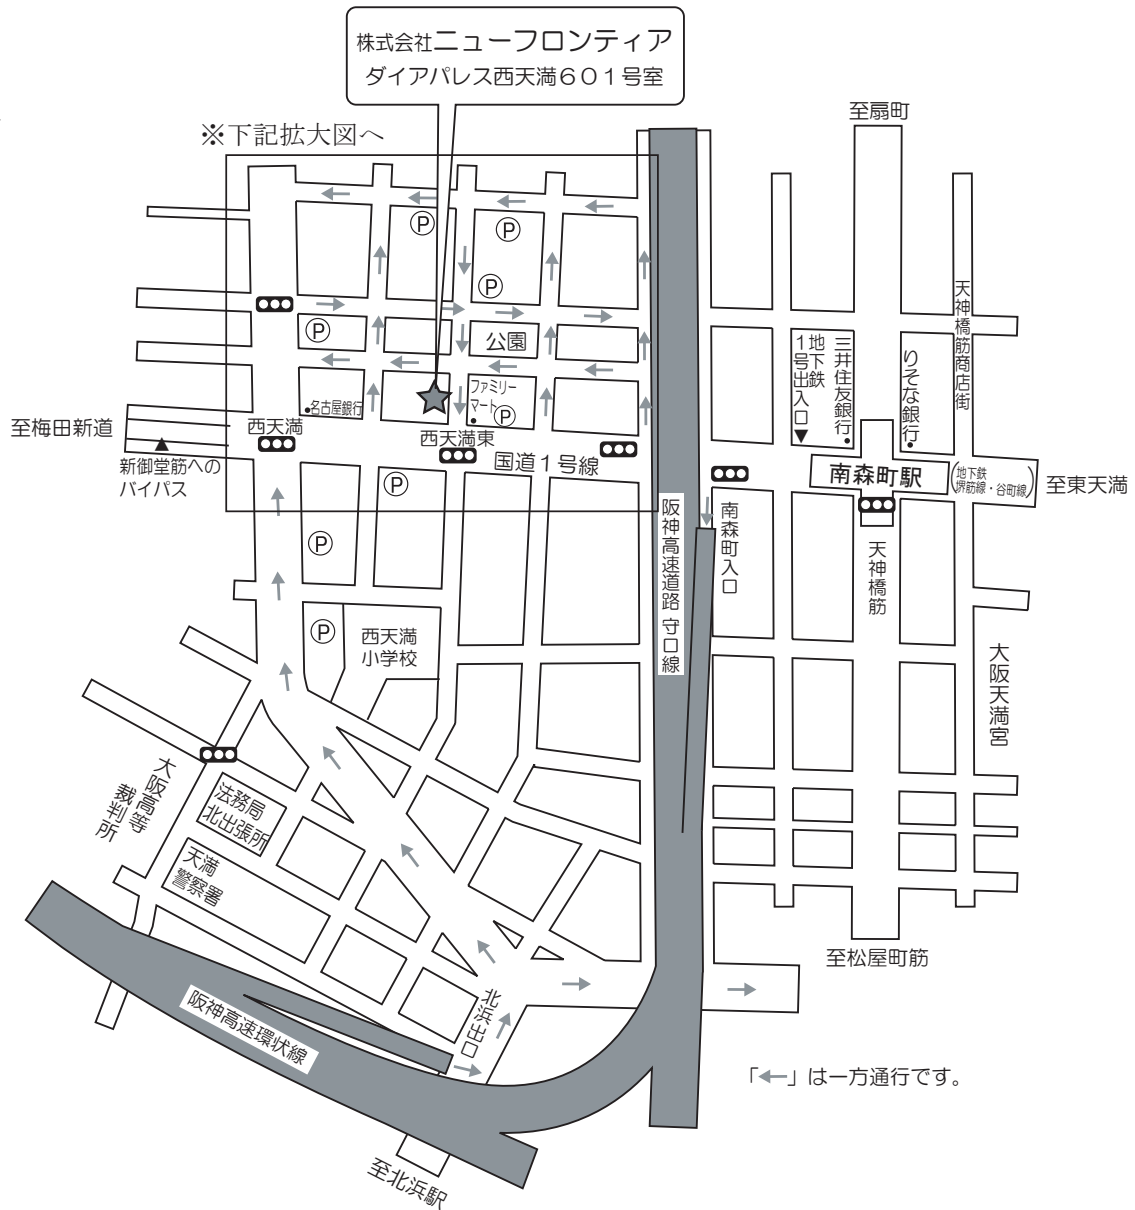 株式会社ニューフロンティア
ダイアパレス西天満601号室
※下記拡大図へ
至扇町
P
P
P
P
公園
ファミリー
マート
P
名古屋銀行
西天満
西天満東
国道1号線
至梅田新道
新御堂筋への
バイパス
P
P
P
西天満
小学校
天神橋筋商店街
地下鉄
1号出入口▼
三井住友銀行
りそな銀行
南森町駅
(地下鉄
堺筋線・谷町線)
至東天満
南森町入口
阪神高速道路 守口線
天神橋筋
大阪天満宮
大阪高等
裁判所
法務局
北出張所
天満
警察署
至松屋町筋
北浜出口
阪神高速環状線
「←」は一方通行です。
至北浜駅